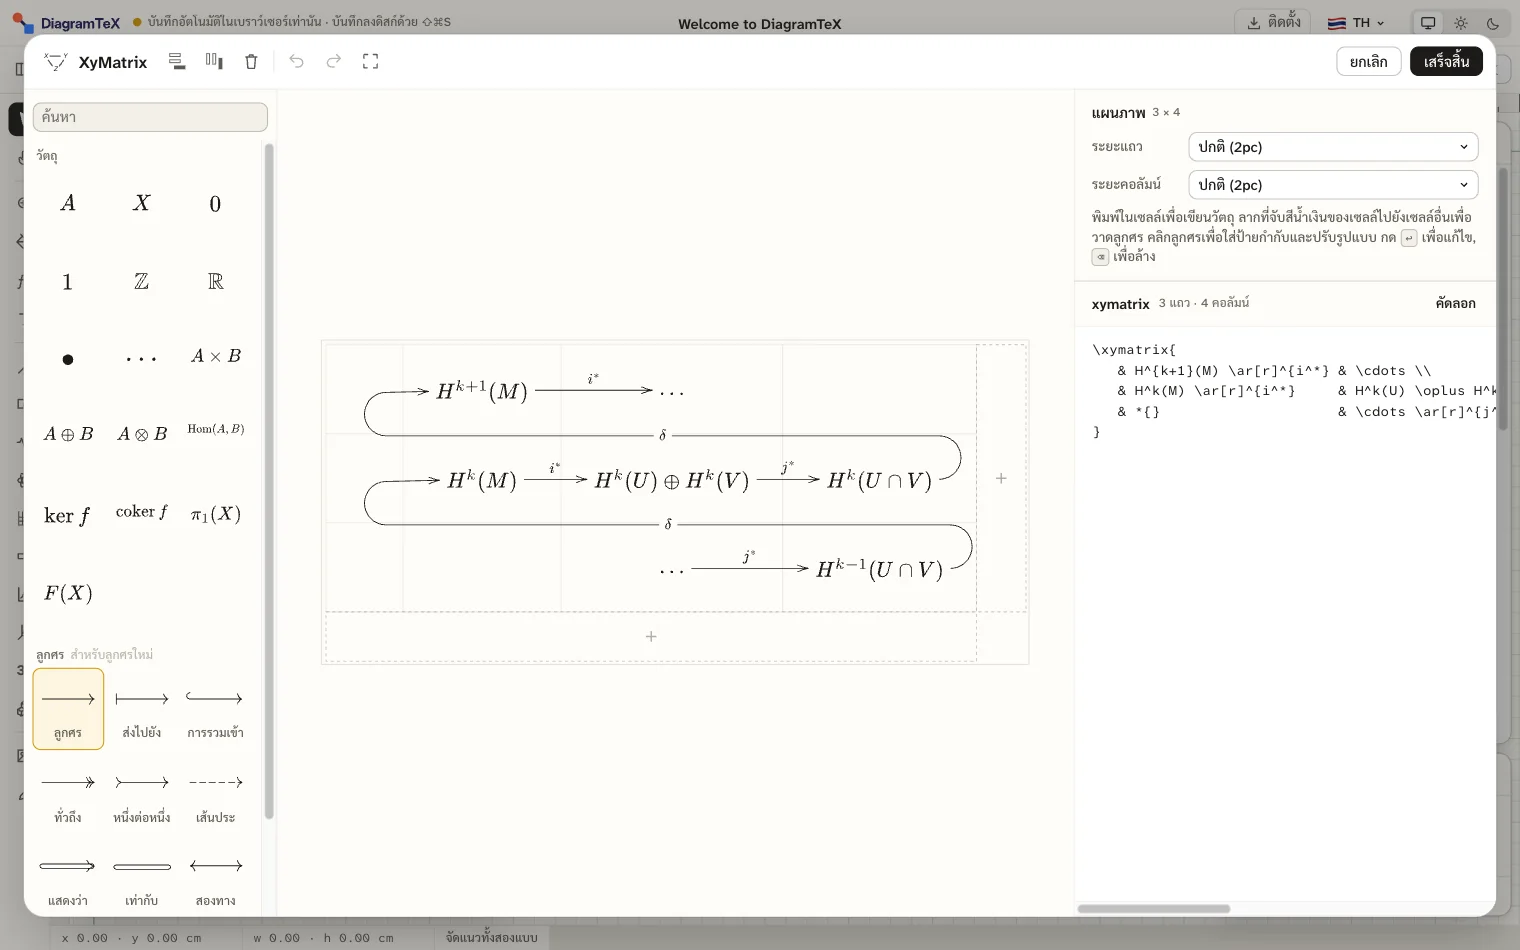 DiagramTeX
บันทึกอัตโนมัติในเบราว์เซอร์เท่านั้น · บันทึกลงดิสก์ด้วย ⇧⌘S
Welcome to DiagramTeX
ติดตั้ง
TH
XyMatrix
ยกเลิก
เสร็จสิ้น
ค้นหา
วัตถุ
A X 0
1 ℤ ℝ
● ⋯ A × B
A ⊕ B A ⊗ B Hom(A, B)
ker f coker f π₁(X)
F(X)
ลูกศร สำหรับลูกศรใหม่
ลูกศร ส่งไปยัง การรวมเข้า
ทั่วถึง หนึ่งต่อหนึ่ง เส้นประ
แสดงว่า เท่ากับ สองทาง
H^{k+1}(M) i* ⋯
δ
H^k(M) i* H^k(U) ⊕ H^k(V) j* H^k(U ∩ V)
δ
⋯ j* H^{k−1}(U ∩ V)
+
+
แผนภาพ 3 × 4
ระยะแถว ปกติ (2pc)
ระยะคอลัมน์ ปกติ (2pc)
พิมพ์ในเซลล์เพื่อเขียนวัตถุ ลากที่จับสีน้ำเงินของเซลล์ไปยังเซลล์อื่นเพื่อ
วาดลูกศร คลิกลูกศรเพื่อใส่ป้ายกำกับและปรับรูปแบบ กด ↩ เพื่อแก้ไข,
⌫ เพื่อล้าง
xymatrix 3 แถว · 4 คอลัมน์
คัดลอก
\xymatrix{
& H^{k+1}(M) \ar[r]^{i^*} & \cdots \\
& H^k(M) \ar[r]^{i^*} & H^k(U) \oplus H^k
& *{} & \cdots \ar[r]^{j^
}
x 0.00 · y 0.00 cm
w 0.00 · h 0.00 cm
จัดแนวทั้งสองแบบ